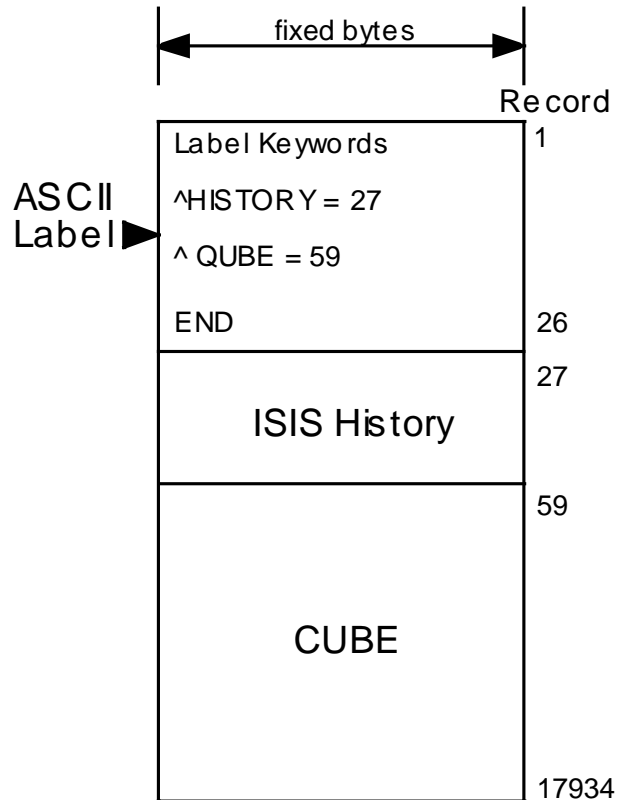 fixed bytes
Record
Label Keywords
1
ASCII
Label
^HISTORY = 27
^ QUBE = 59
END
26
27
ISIS History
59
CUBE
17934